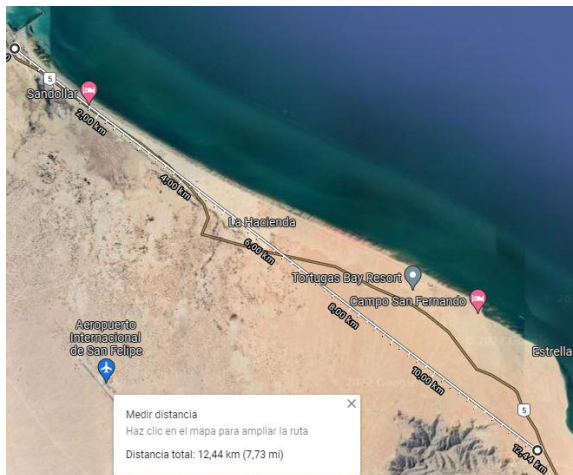 5
Sandollar
2,00 km
4,00 km
La Hacienda
6,00 km
Tortugas Bay Resort
Campo San Fernando
8,00 km
Aeropuerto
Internacional
de San Felipe
Estrella
10,00 km
5
12,44 km
Medir distancia
Haz clic en el mapa para ampliar la ruta
Distancia total: 12,44 km (7,73 mi)